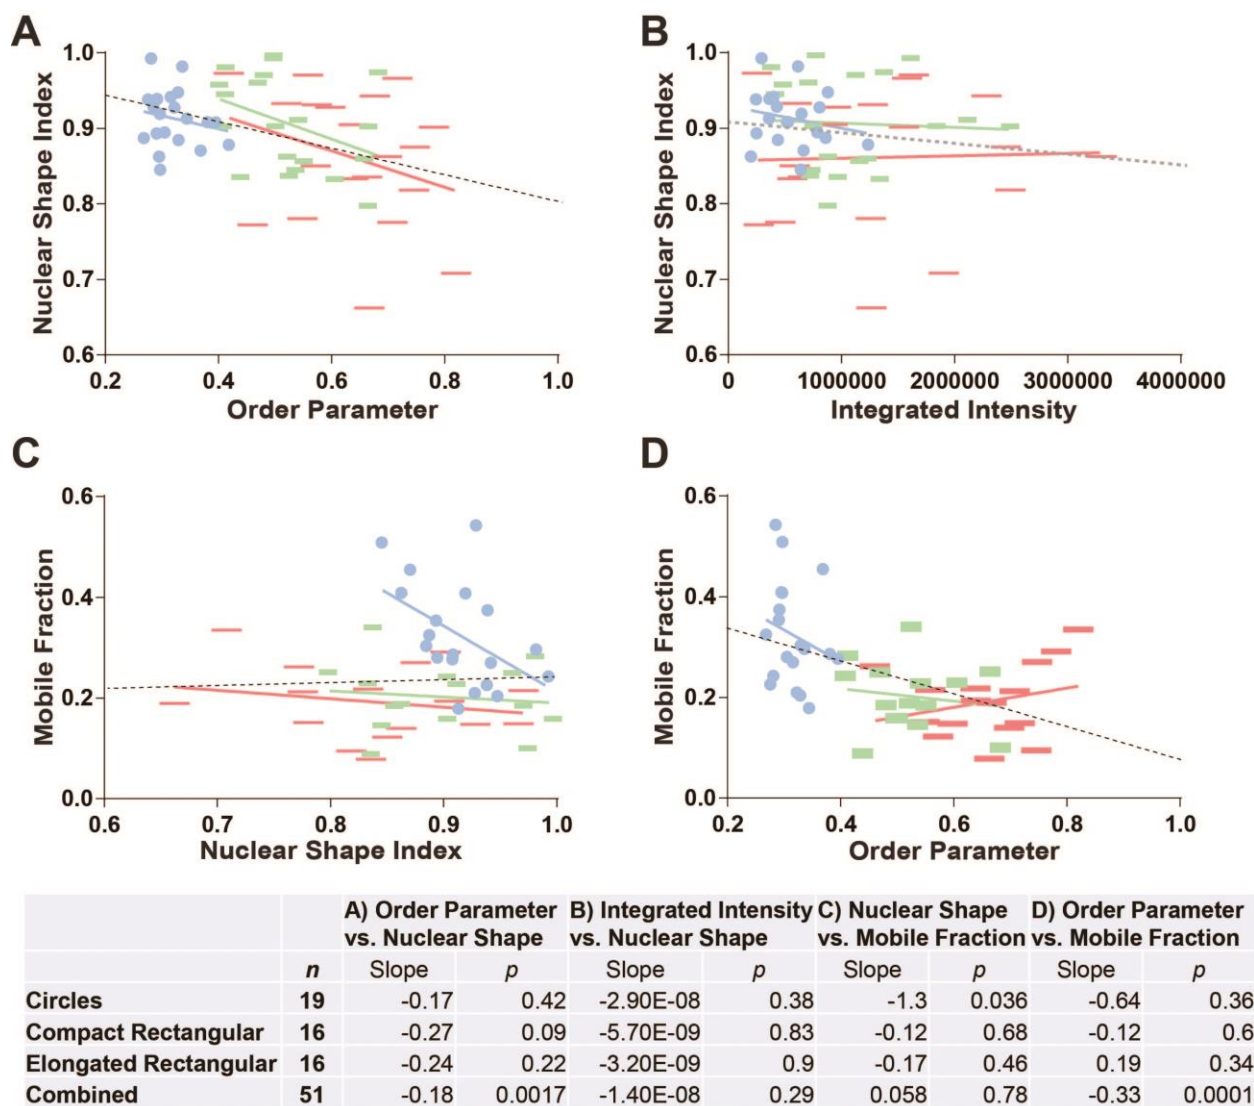 A
B
Nuclear Shape Index
1.0
0.9
0.8
0.7
0.6
0.2 0.4 0.6 0.8 1.0
Order Parameter
Nuclear Shape Index
1.0
0.9
0.8
0.7
0.6
0 1000000 2000000 3000000 4000000
Integrated Intensity
C
D
Mobile Fraction
0.6
0.4
0.2
0.0
0.6 0.7 0.8 0.9 1.0
Nuclear Shape Index
Mobile Fraction
0.6
0.4
0.2
0.0
0.2 0.4 0.6 0.8 1.0
Order Parameter
A) Order Parameter B) Integrated Intensity C) Nuclear Shape D) Order Parameter
vs. Nuclear Shape vs. Nuclear Shape vs. Mobile Fraction vs. Mobile Fraction
n Slope p Slope p Slope p Slope p
Circles 19 -0.17 0.42 -2.90E-08 0.38 -1.3 0.036 -0.64 0.36
Compact Rectangular 16 -0.27 0.09 -5.70E-09 0.83 -0.12 0.68 -0.12 0.6
Elongated Rectangular 16 -0.24 0.22 -3.20E-09 0.9 -0.17 0.46 0.19 0.34
Combined 51 -0.18 0.0017 -1.40E-08 0.29 0.058 0.78 -0.33 0.0001